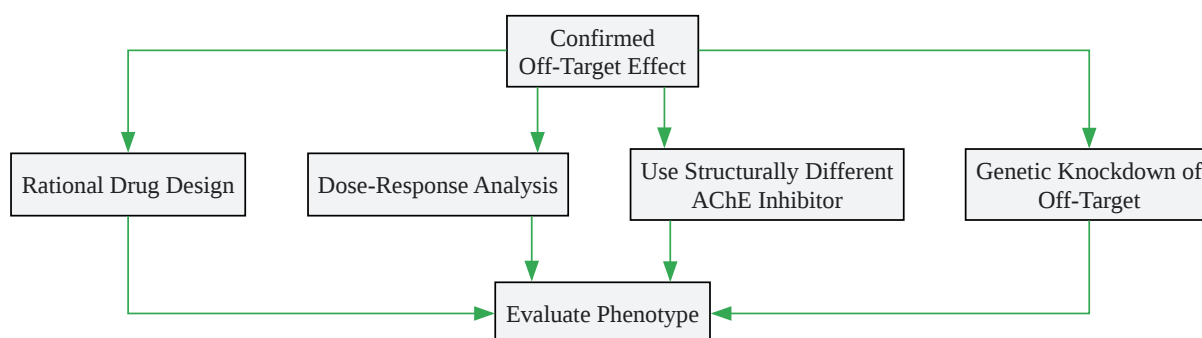 Confirmed
Off-Target Effect
Rational Drug Design
Dose-Response Analysis
Use Structurally Different
AChE Inhibitor
Genetic Knockdown of
Off-Target
Evaluate Phenotype